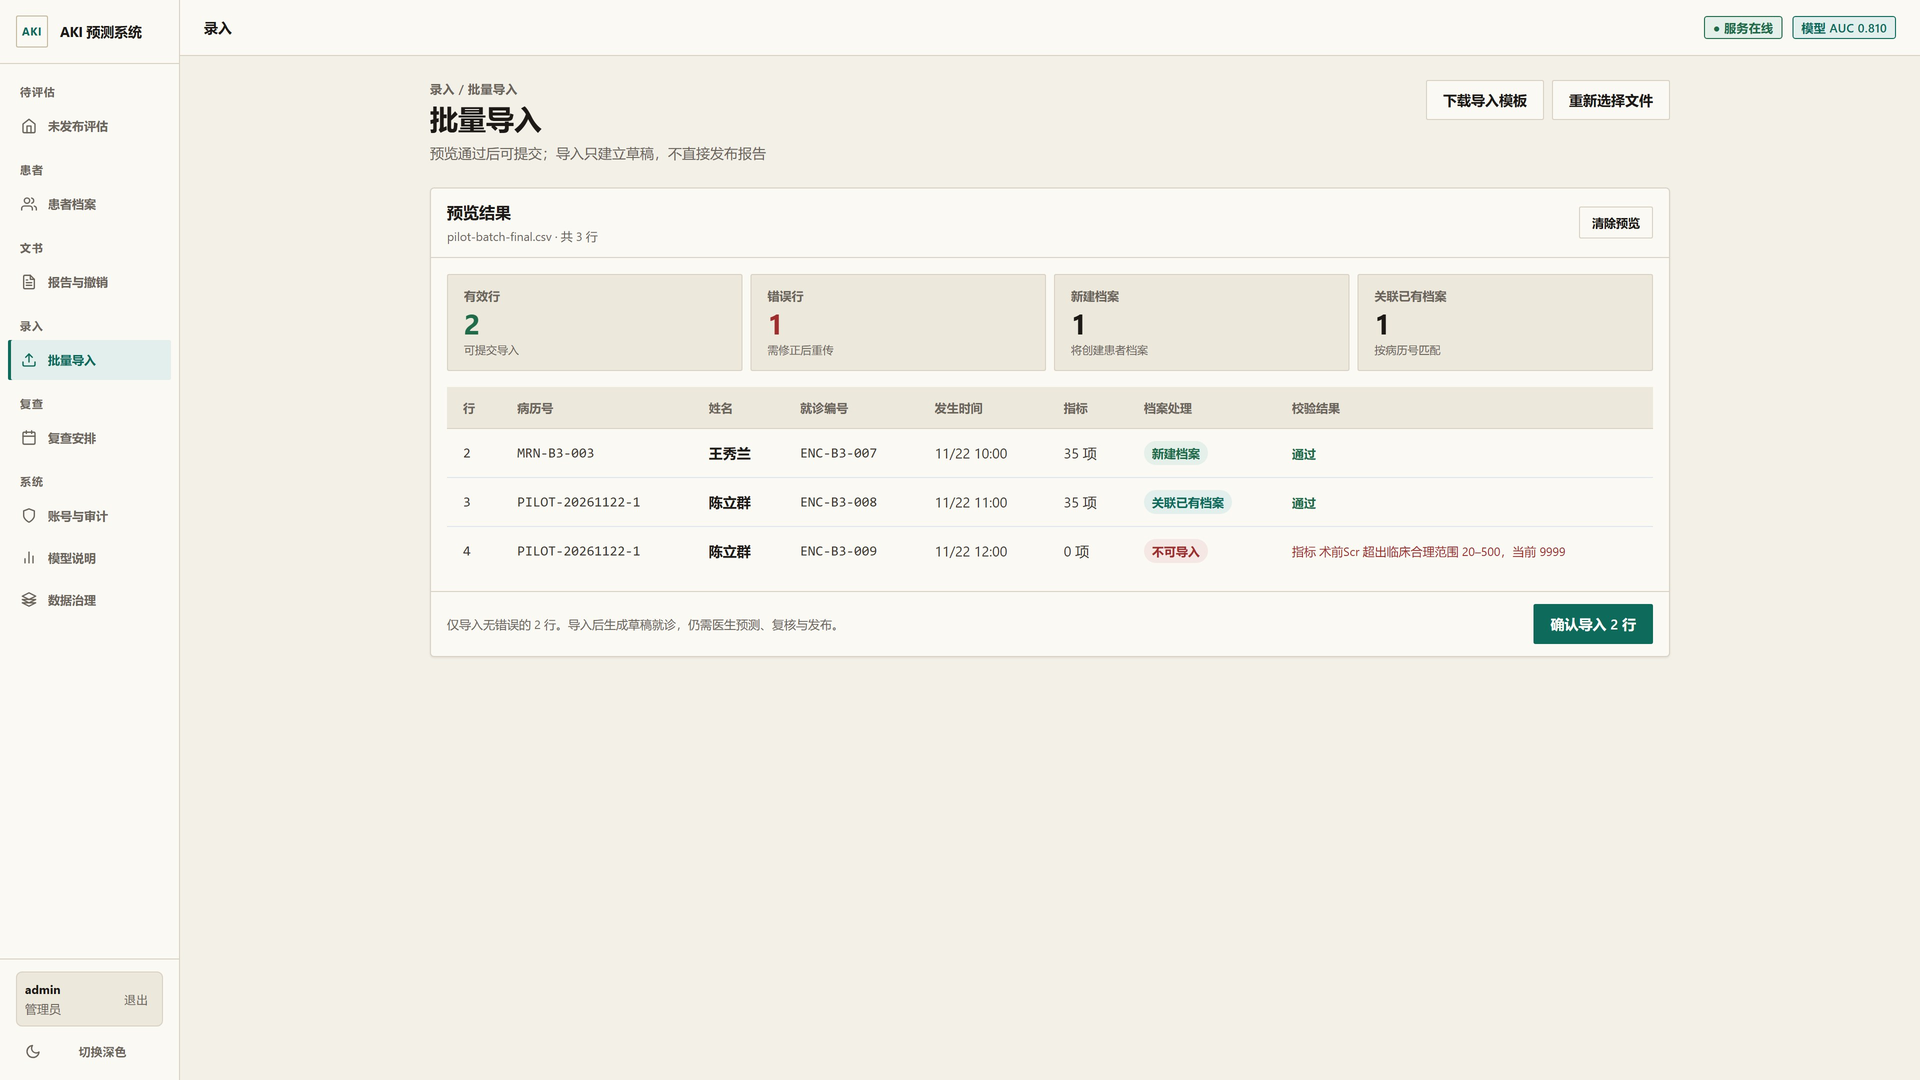 AKI
AKI 预测系统
待评估
未发布评估
患者
患者档案
文书
报告与撤销
录入
批量导入
复查
复查安排
系统
账号与审计
模型说明
数据治理
admin
管理员
退出
切换深色
录入
● 服务在线
模型 AUC 0.810
录入 / 批量导入
批量导入
预览通过后可提交；导入只建立草稿，不直接发布报告
下载导入模板
重新选择文件
预览结果
pilot-batch-final.csv · 共 3 行
清除预览
有效行
2
可提交导入
错误行
1
需修正后重传
新建档案
1
将创建患者档案
关联已有档案
1
按病历号匹配
行 病历号 姓名 就诊编号 发生时间 指标 档案处理 校验结果
2 MRN-B3-003 王秀兰 ENC-B3-007 11/22 10:00 35 项 新建档案 通过
3 PILOT-20261122-1 陈立群 ENC-B3-008 11/22 11:00 35 项 关联已有档案 通过
4 PILOT-20261122-1 陈立群 ENC-B3-009 11/22 12:00 0 项 不可导入 指标 术前Scr 超出临床合理范围 20–500，当前 9999
仅导入无错误的 2 行。导入后生成草稿就诊，仍需医生预测、复核与发布。
确认导入 2 行